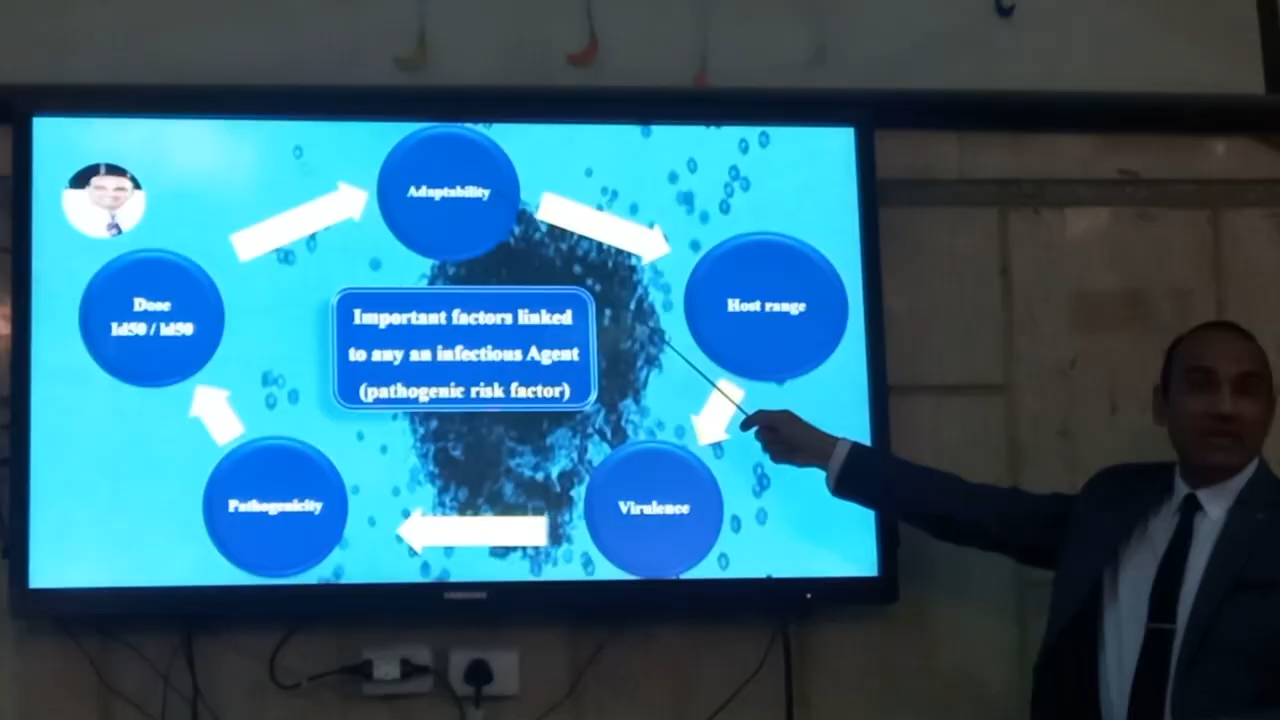 Adaptability
Host range
Virulence
Pathogenicity
Dose
Id50 / ld50
Important factors linked
to any an infectious Agent
(pathogenic risk factor)
SAMSUNG